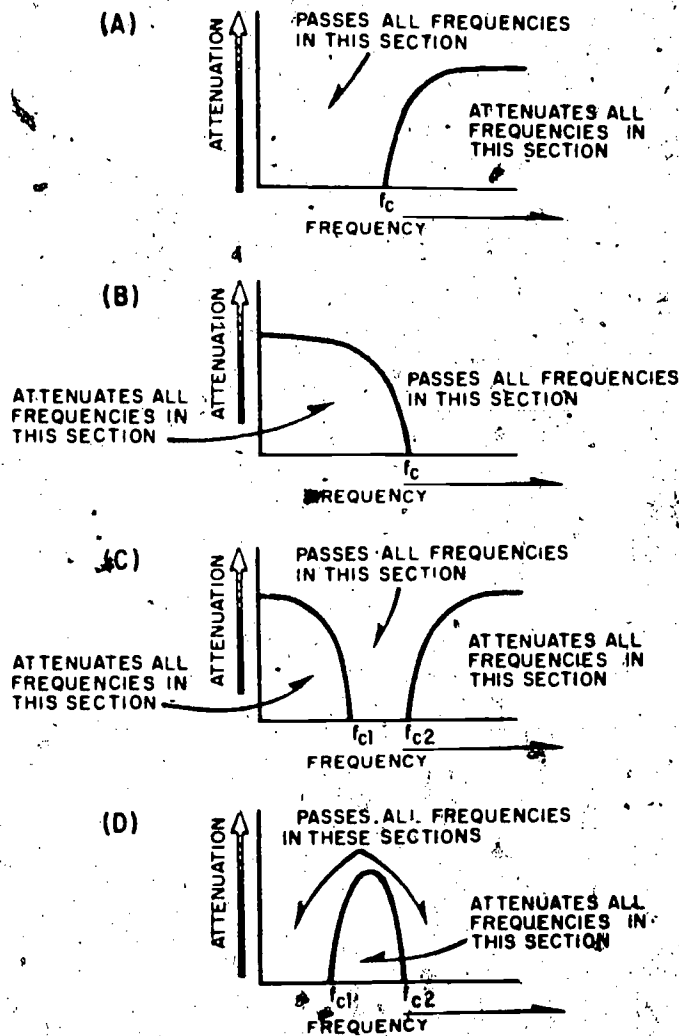 (A)
ATTENUATION
PASSES ALL FREQUENCIES
IN THIS SECTION
ATTENUATES ALL
FREQUENCIES IN
THIS SECTION
fc
FREQUENCY
(B)
ATTENUATION
ATTENUATES ALL
FREQUENCIES IN
THIS SECTION
PASSES ALL FREQUENCIES
IN THIS SECTION
fc
FREQUENCY
(C)
ATTENUATION
PASSES ALL FREQUENCIES
IN THIS SECTION
ATTENUATES ALL
FREQUENCIES IN
THIS SECTION
ATTENUATES ALL
FREQUENCIES IN
THIS SECTION
fc1 fc2
FREQUENCY
(D)
ATTENUATION
PASSES ALL FREQUENCIES
IN THESE SECTIONS
ATTENUATES ALL
FREQUENCIES IN
THIS SECTION
fc1 fc2
FREQUENCY